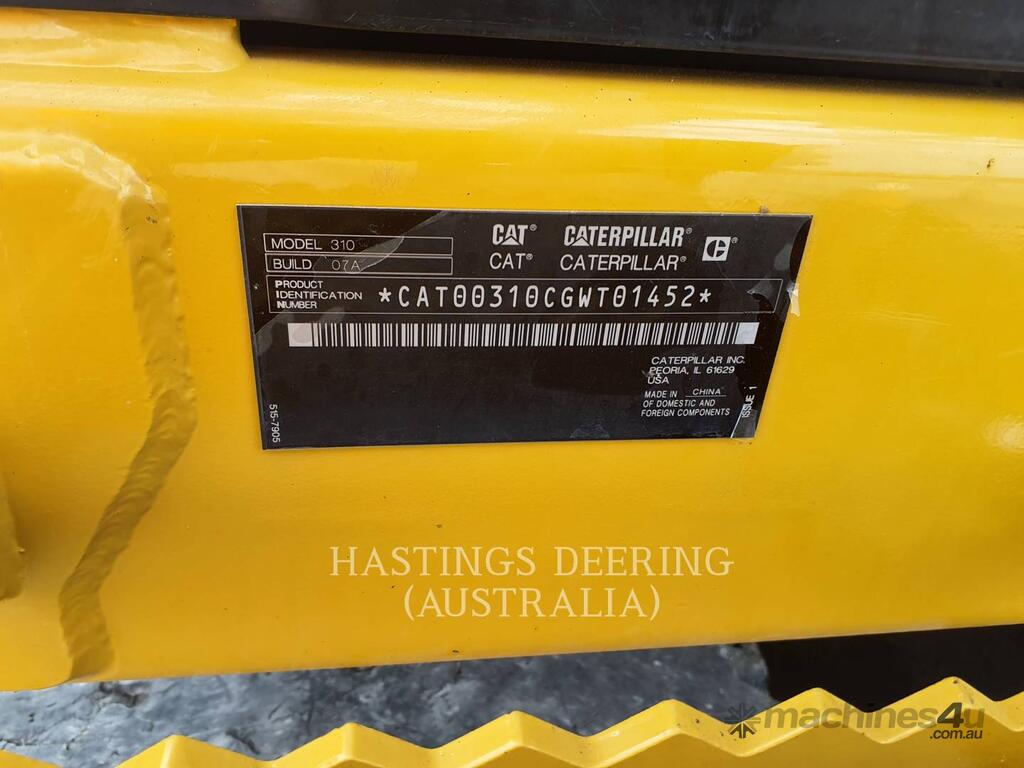 MODEL 310
BUILD 07A
CAT® CATERPILLAR® C®
CAT® CATERPILLAR®
PRODUCT
IDENTIFICATION
NUMBER
*CAT00310CGWT01452*
CATERPILLAR INC.
PEORIA, IL 61629
USA
MADE IN CHINA
OF DOMESTIC AND
FOREIGN COMPONENTS
ISSUE 1
515-7905
HASTINGS DEERING
(AUSTRALIA)
machines4u
.com.au